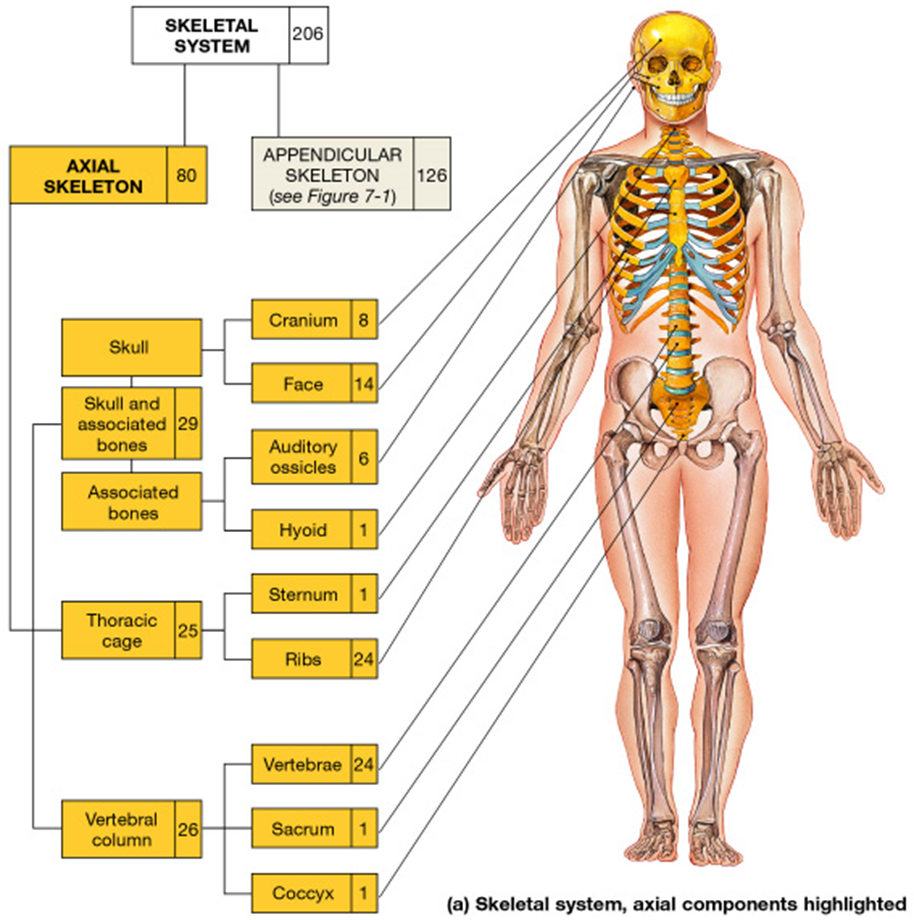 SKELETAL
SYSTEM
206
AXIAL
SKELETON
80
APPENDICULAR
SKELETON
(see Figure 7-1)
126
Skull
Cranium
8
Face
14
Skull and
associated
bones
29
Associated
bones
Auditory
ossicles
6
Hyoid
1
Thoracic
cage
25
Sternum
1
Ribs
24
Vertebral
column
26
Vertebrae
24
Sacrum
1
Coccyx
1
(a) Skeletal system, axial components highlighted